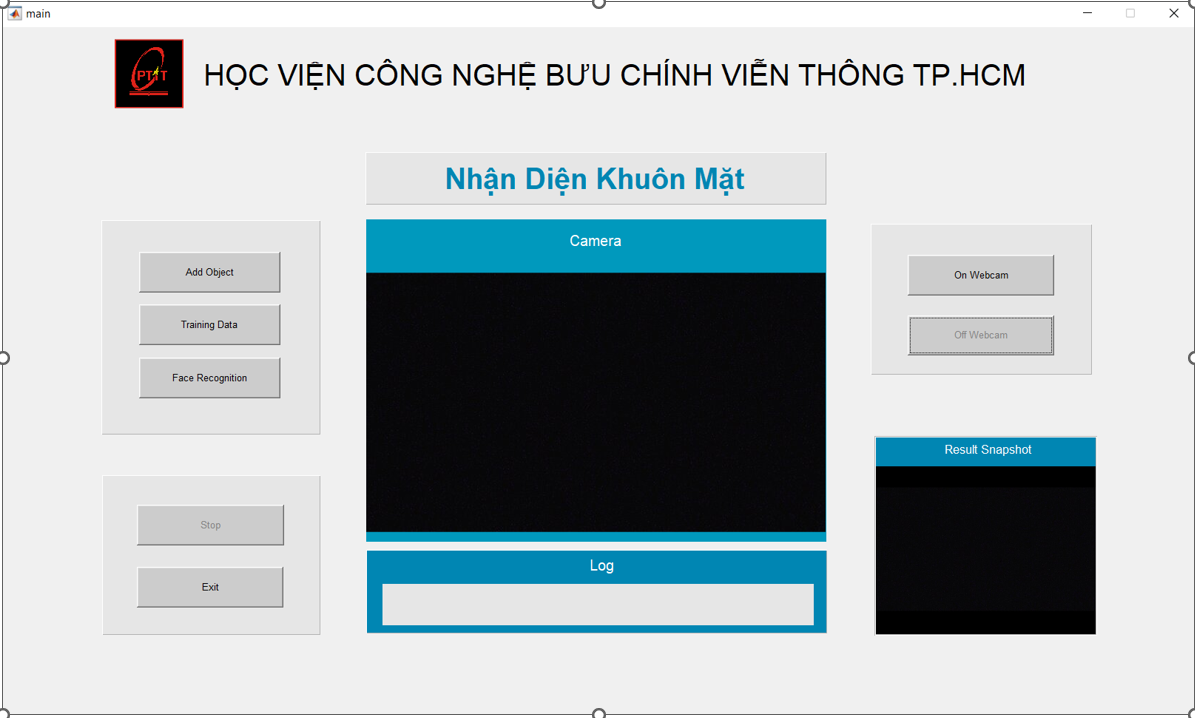 main
PTIT
HỌC VIỆN CÔNG NGHỆ BƯU CHÍNH VIỄN THÔNG TP.HCM
Nhận Diện Khuôn Mặt
Camera
Add Object
Training Data
Face Recognition
On Webcam
Off Webcam
Stop
Exit
Log
Result Snapshot